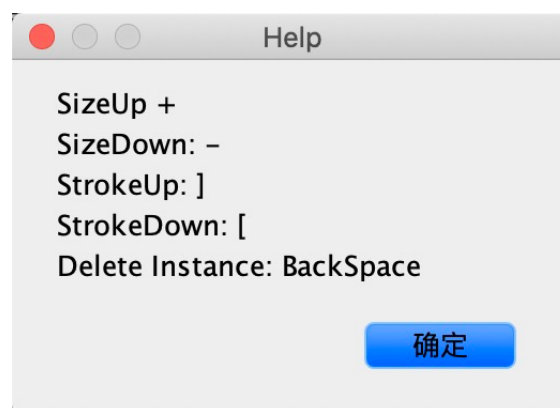 Help
SizeUp +
SizeDown: -
StrokeUp: ]
StrokeDown: [
Delete Instance: BackSpace
确定